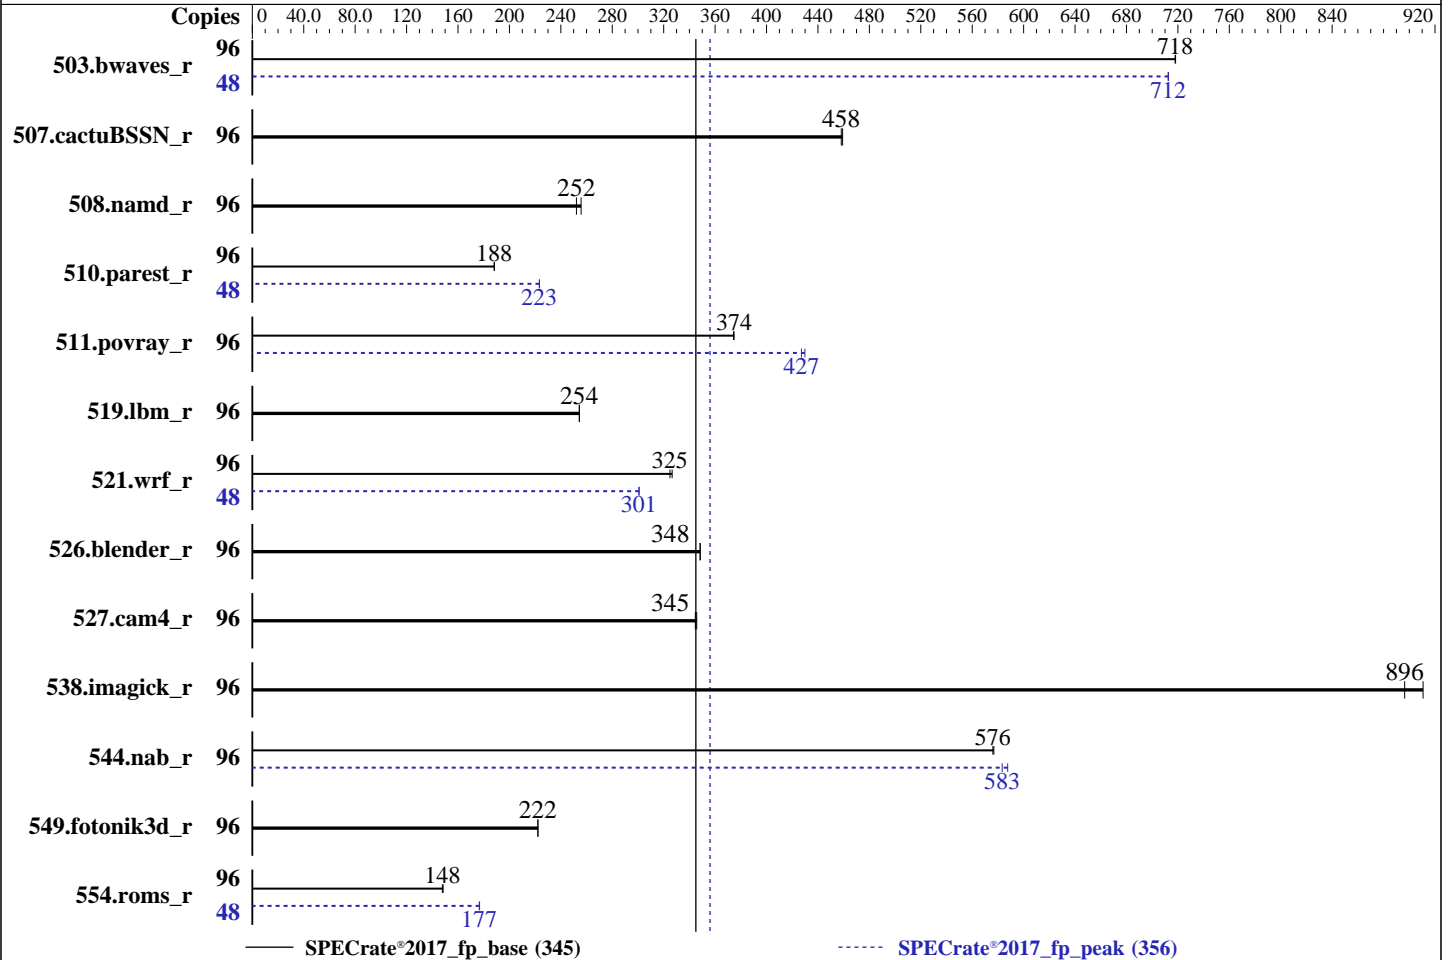 Copies 0 40.0 80.0 120 160 200 240 280 320 360 400 440 480 520 560 600 640 680 720 760 800 840 920
503.bwaves_r 96 718
48 712
507.cactuBSSN_r 96 458
508.namd_r 96 252
510.parest_r 96 188
48 223
511.povray_r 96 374
427
519.lbm_r 96 254
521.wrf_r 96 325
48 301
526.blender_r 96 348
527.cam4_r 96 345
538.imagick_r 96 896
544.nab_r 96 576
583
549.fotonik3d_r 96 222
554.roms_r 96 148
48 177
SPECrate®2017_fp_base (345) SPECrate®2017_fp_peak (356)